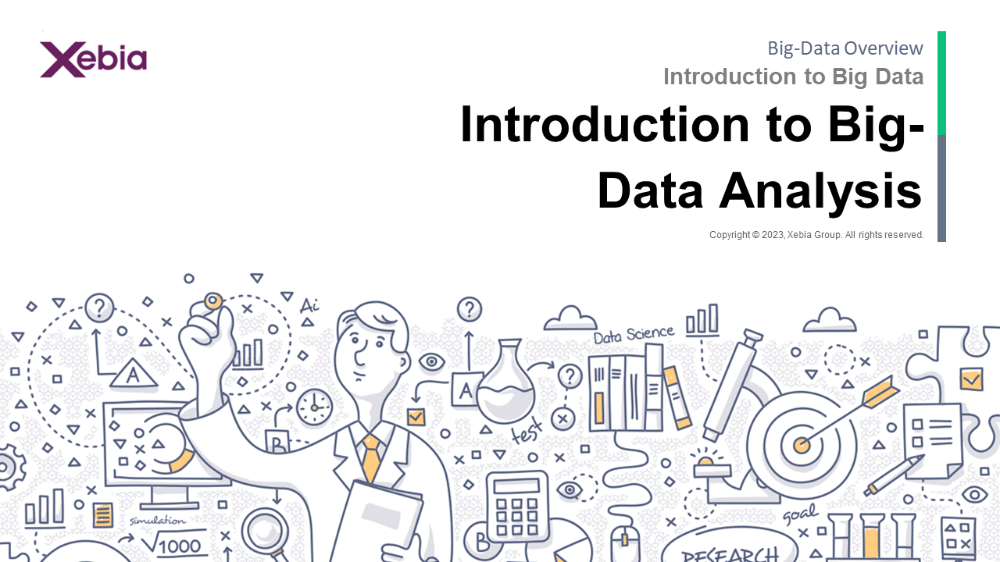 Xebia
Big-Data Overview
Introduction to Big Data
Introduction to Big-
Data Analysis
Copyright © 2023, Xebia Group. All rights reserved.
?
Ai
?
Data Science
A
A
?
test
B
simulation
√1000
B
goal
RESEARCH